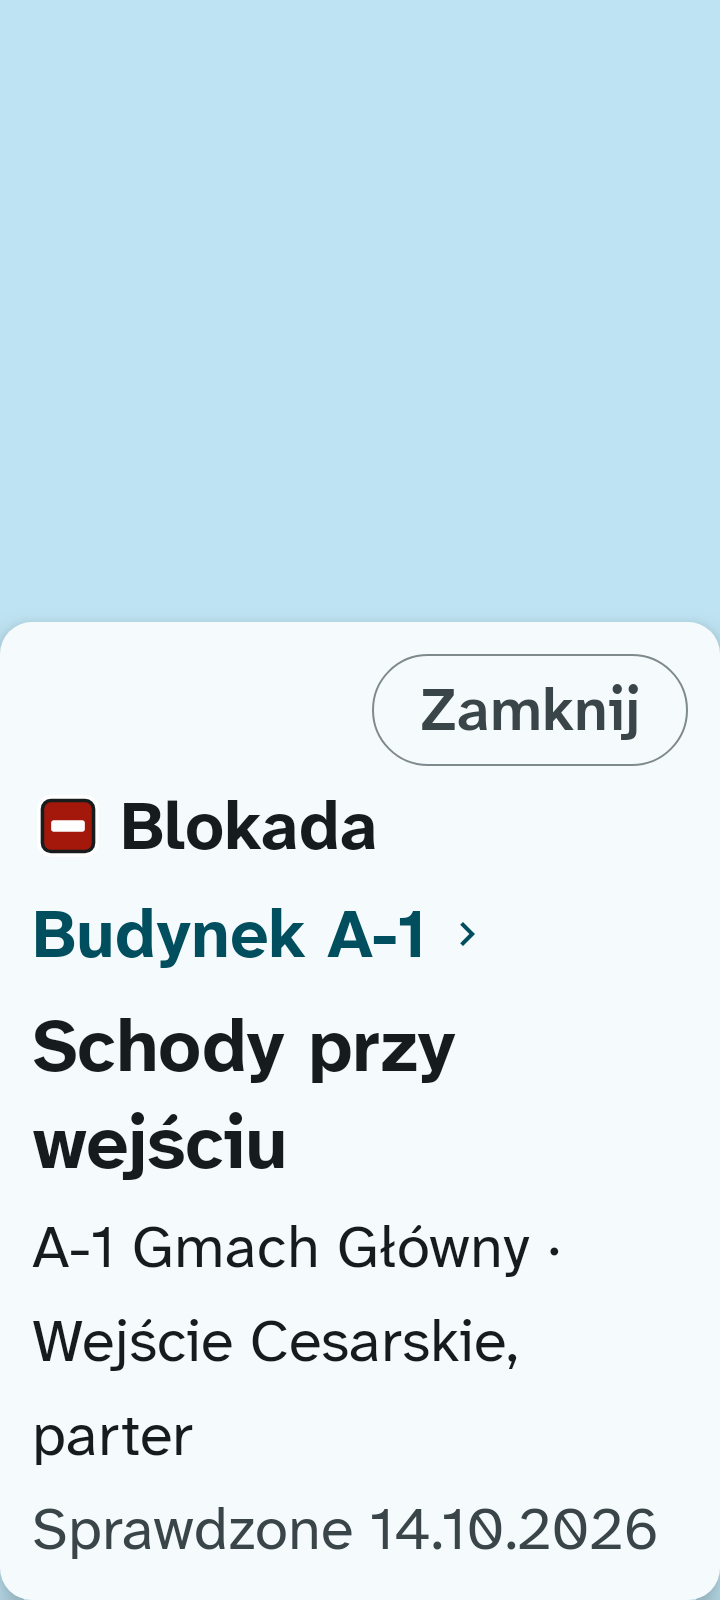 Zamknij
Blokada
Budynek A-1 ›
Schody przy
wejściu
A-1 Gmach Główny ·
Wejście Cesarskie,
parter
Sprawdzone 14.10.2026